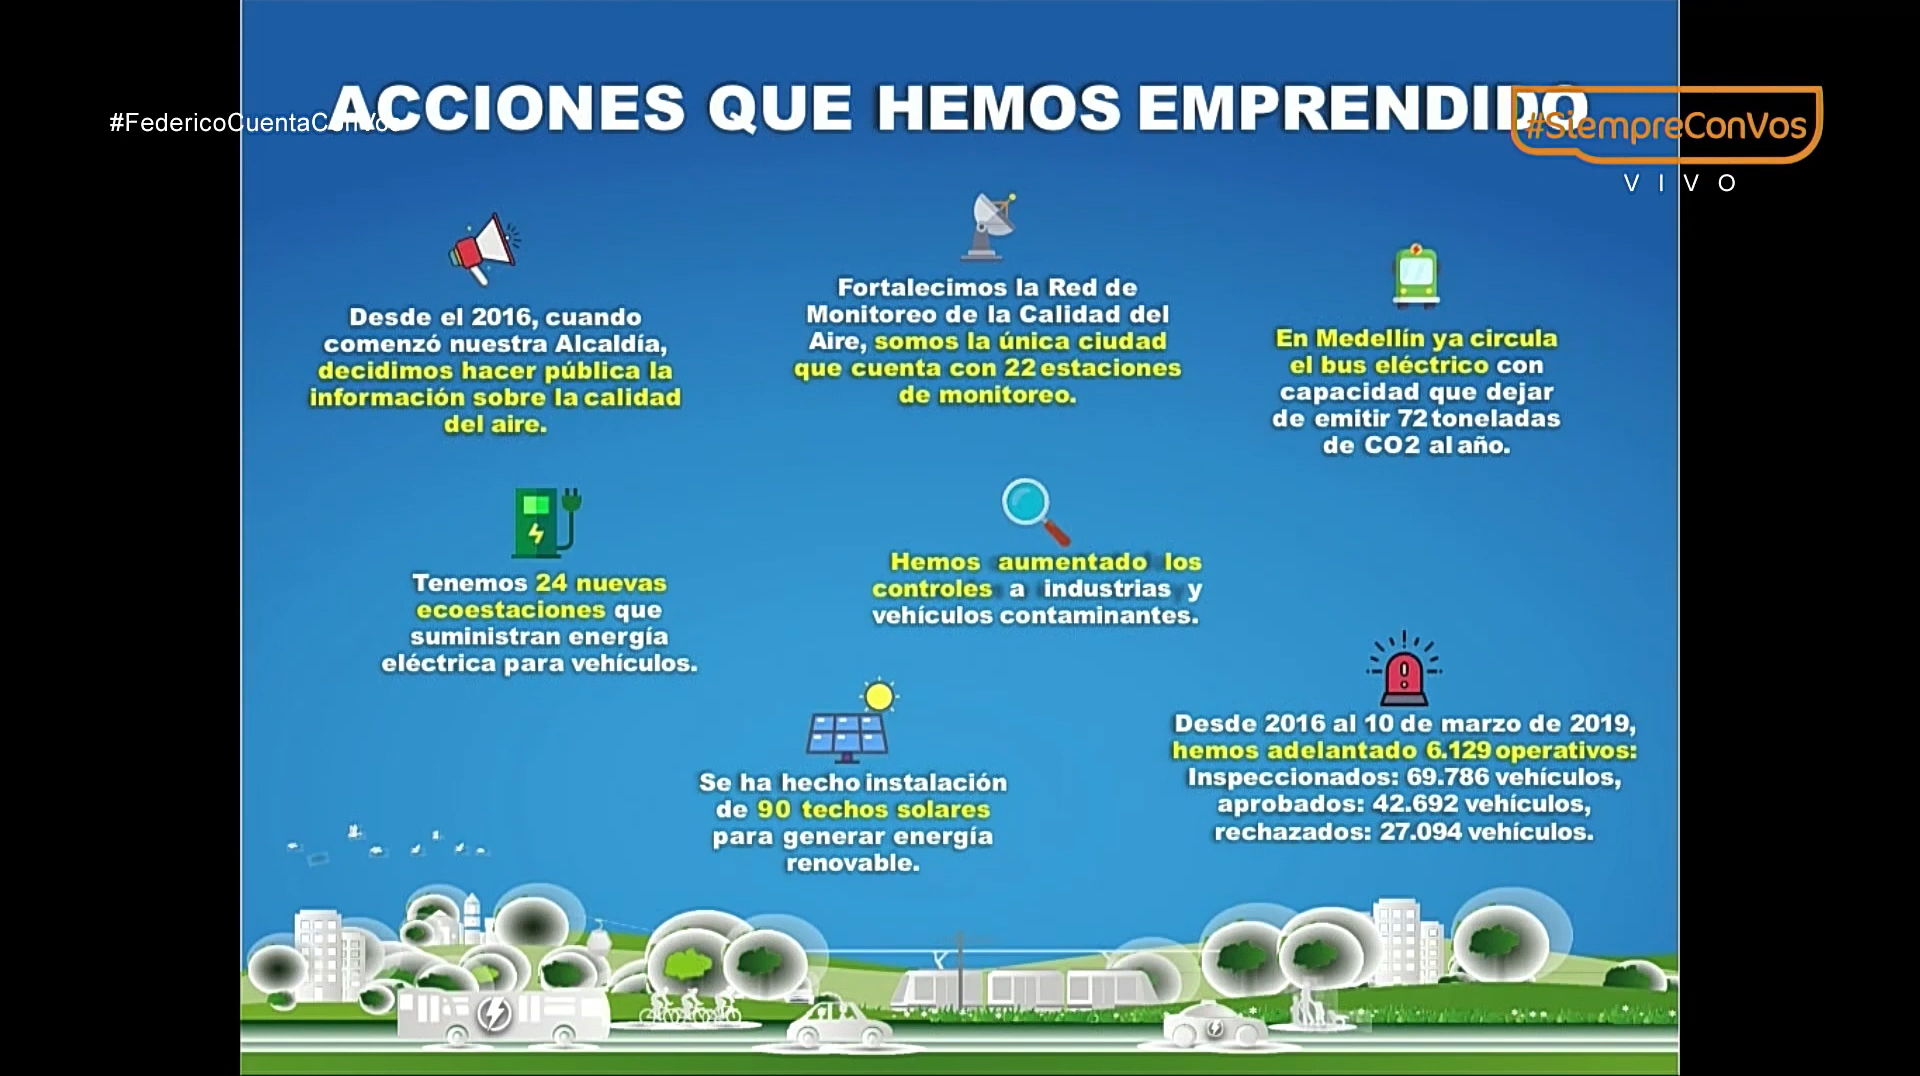 ACCIONES QUE HEMOS EMPRENDIDO
#FedericoCuentaConVos
#SiempreConVos
VIVO
Desde el 2016, cuando
comenzó nuestra Alcaldía,
decidimos hacer pública la
información sobre la calidad
del aire.
Fortalecimos la Red de
Monitoreo de la Calidad del
Aire, somos la única ciudad
que cuenta con 22 estaciones
de monitoreo.
En Medellín ya circula
el bus eléctrico con
capacidad que dejar
de emitir 72 toneladas
de CO2 al año.
Tenemos 24 nuevas
ecoestaciones que
suministran energía
eléctrica para vehículos.
Hemos aumentado los
controles a industrias y
vehículos contaminantes.
Se ha hecho instalación
de 90 techos solares
para generar energía
renovable.
Desde 2016 al 10 de marzo de 2019,
hemos adelantado 6.129 operativos:
Inspeccionados: 69.786 vehículos,
aprobados: 42.692 vehículos,
rechazados: 27.094 vehículos.